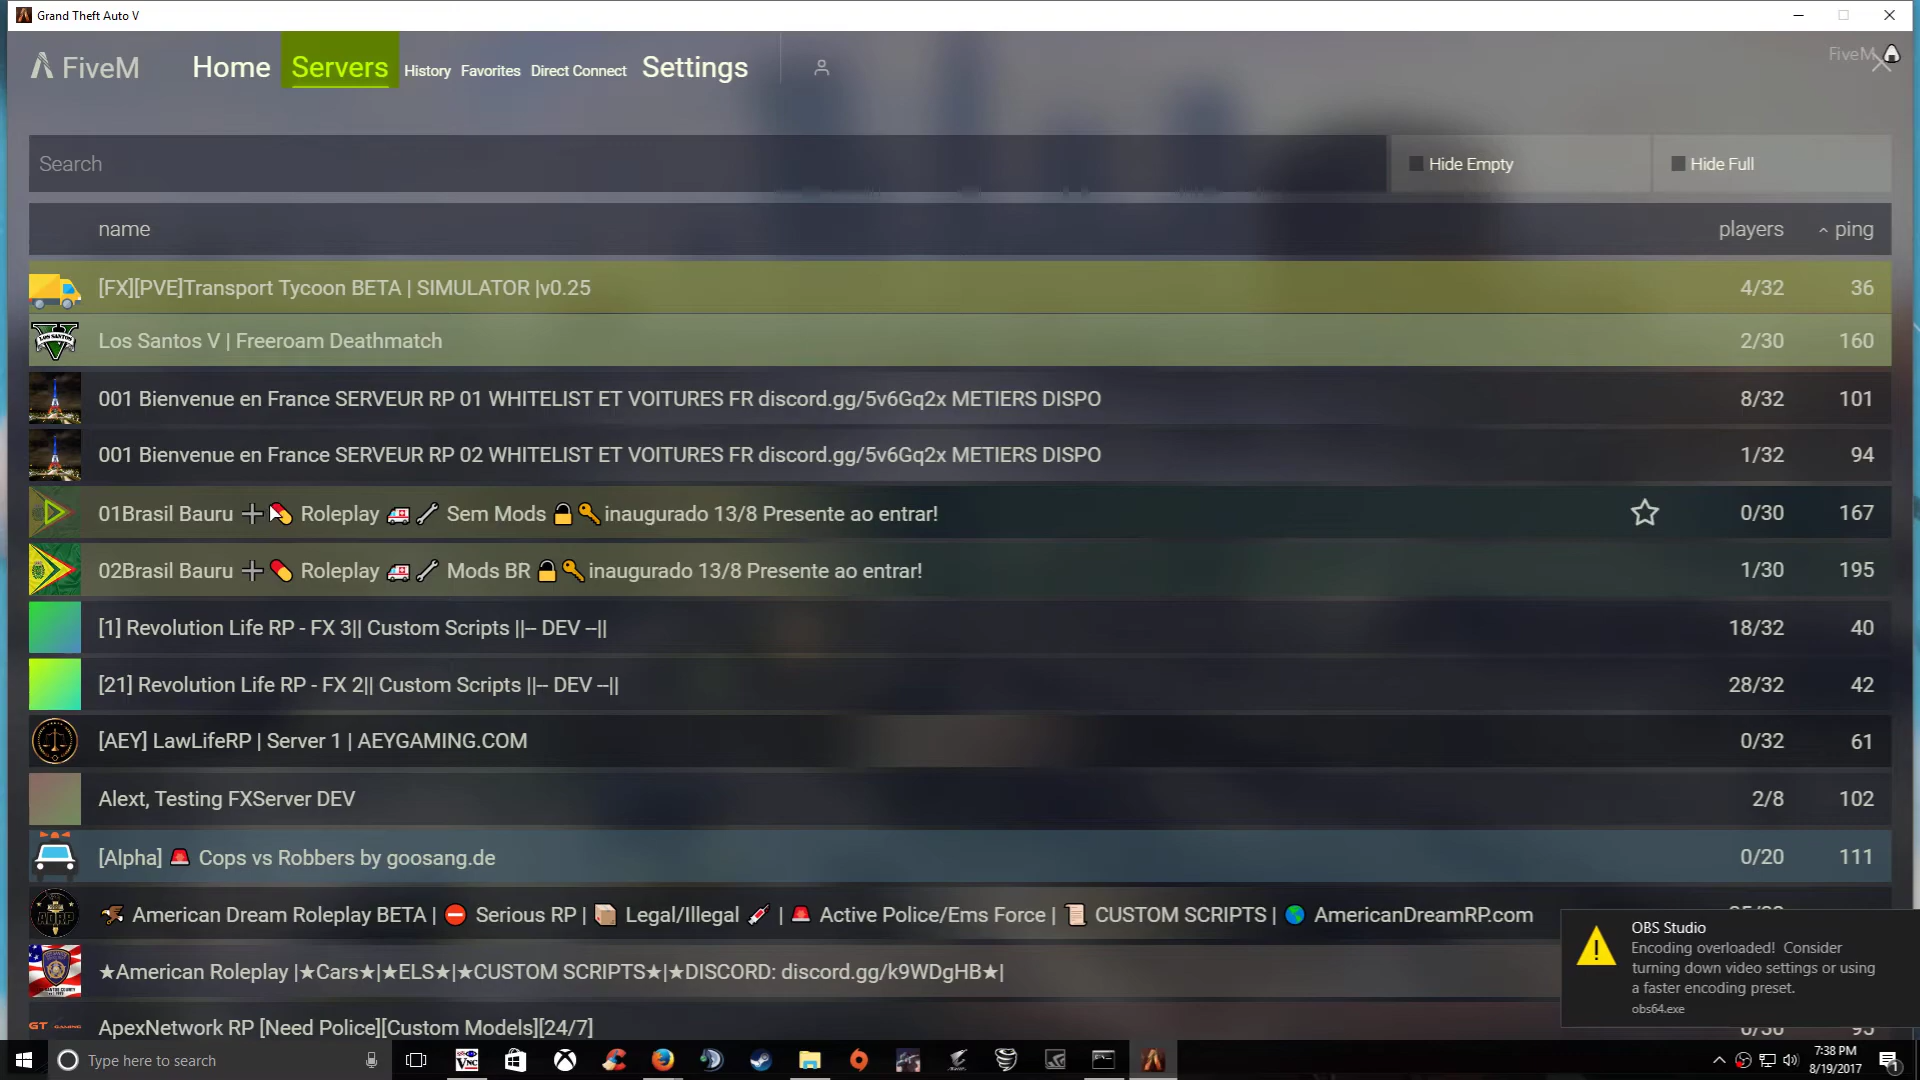 Grand Theft Auto V
FiveM Home Servers History Favorites Direct Connect Settings
FiveM
Search
Hide Empty
Hide Full
name players ping
[FX][PVE]Transport Tycoon BETA | SIMULATOR |v0.25 4/32 36
Los Santos V | Freeroam Deathmatch 2/30 160
001 Bienvenue en France SERVEUR RP 01 WHITELIST ET VOITURES FR discord.gg/5v6Gq2x METIERS DISPO 8/32 101
001 Bienvenue en France SERVEUR RP 02 WHITELIST ET VOITURES FR discord.gg/5v6Gq2x METIERS DISPO 1/32 94
01Brasil Bauru ➕💊 Roleplay 🚑🔧 Sem Mods 🔒🔑 inaugurado 13/8 Presente ao entrar! 0/30 167
02Brasil Bauru ➕💊 Roleplay 🚑🔧 Mods BR 🔒🔑 inaugurado 13/8 Presente ao entrar! 1/30 195
[1] Revolution Life RP - FX 3|| Custom Scripts ||-- DEV --|| 18/32 40
[21] Revolution Life RP - FX 2|| Custom Scripts ||-- DEV --|| 28/32 42
[AEY] LawLifeRP | Server 1 | AEYGAMING.COM 0/32 61
Alext, Testing FXServer DEV 2/8 102
[Alpha] 🚨 Cops vs Robbers by goosang.de 0/20 111
American Dream Roleplay BETA | ⛔ Serious RP | 📦 Legal/Illegal 💉 | 🚨 Active Police/Ems Force | 📜 CUSTOM SCRIPTS | 🌎 AmericanDreamRP.com
★American Roleplay |★Cars★|★ELS★|★CUSTOM SCRIPTS★|★DISCORD: discord.gg/k9WDgHB★|
ApexNetwork RP [Need Police][Custom Models][24/7]
OBS Studio
Encoding overloaded! Consider
turning down video settings or using
a faster encoding preset.
obs64.exe
Type here to search
7:38 PM
8/19/2017